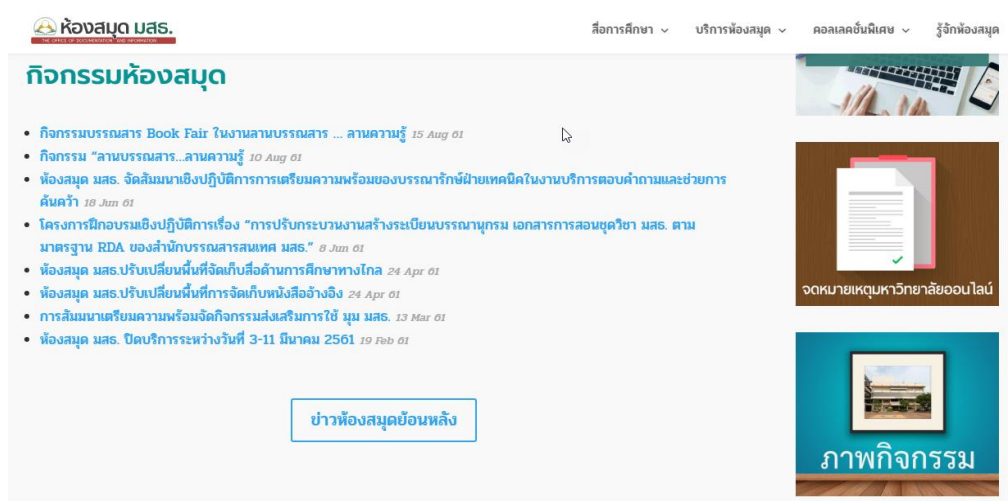 ห้องสมุด มสธ.
THE OFFICE OF DOCUMENTATION AND INFORMATION
สื่อการศึกษา
บริการห้องสมุด
คอลเลคชั่นพิเศษ
รู้จักห้องสมุด
กิจกรรมห้องสมุด
กิจกรรมบรรณสาร Book Fair ในงานลานบรรณสาร ... ลานความรู้ 15 Aug 61
กิจกรรม “ลานบรรณสาร...ลานความรู้ 10 Aug 61
ห้องสมุด มสธ. จัดสัมมนาเชิงปฏิบัติการการเตรียมความพร้อมของบรรณารักษ์ฝ่ายเทคนิคในงานบริการตอบคำถามและช่วยการ
ค้นคว้า 18 Jun 61
โครงการฝึกอบรมเชิงปฏิบัติการเรื่อง “การปรับกระบวนงานสร้างระเบียนบรรณานุกรม เอกสารการสอนชุดวิชา มสธ. ตาม
มาตรฐาน RDA ของสำนักบรรณสารสนเทศ มสธ.” 8 Jun 61
ห้องสมุด มสธ.ปรับเปลี่ยนพื้นที่จัดเก็บสื่อด้านการศึกษาทางไกล 24 Apr 61
ห้องสมุด มสธ.ปรับเปลี่ยนพื้นที่การจัดเก็บหนังสืออ้างอิง 24 Apr 61
การสัมมนาเตรียมความพร้อมจัดกิจกรรมส่งเสริมการใช้ มุม มสธ. 13 Mar 61
ห้องสมุด มสธ. ปิดบริการระหว่างวันที่ 3-11 มีนาคม 2561 19 Feb 61
ข่าวห้องสมุดย้อนหลัง
จดหมายเหตุมหาวิทยาลัยออนไลน์
ภาพกิจกรรม